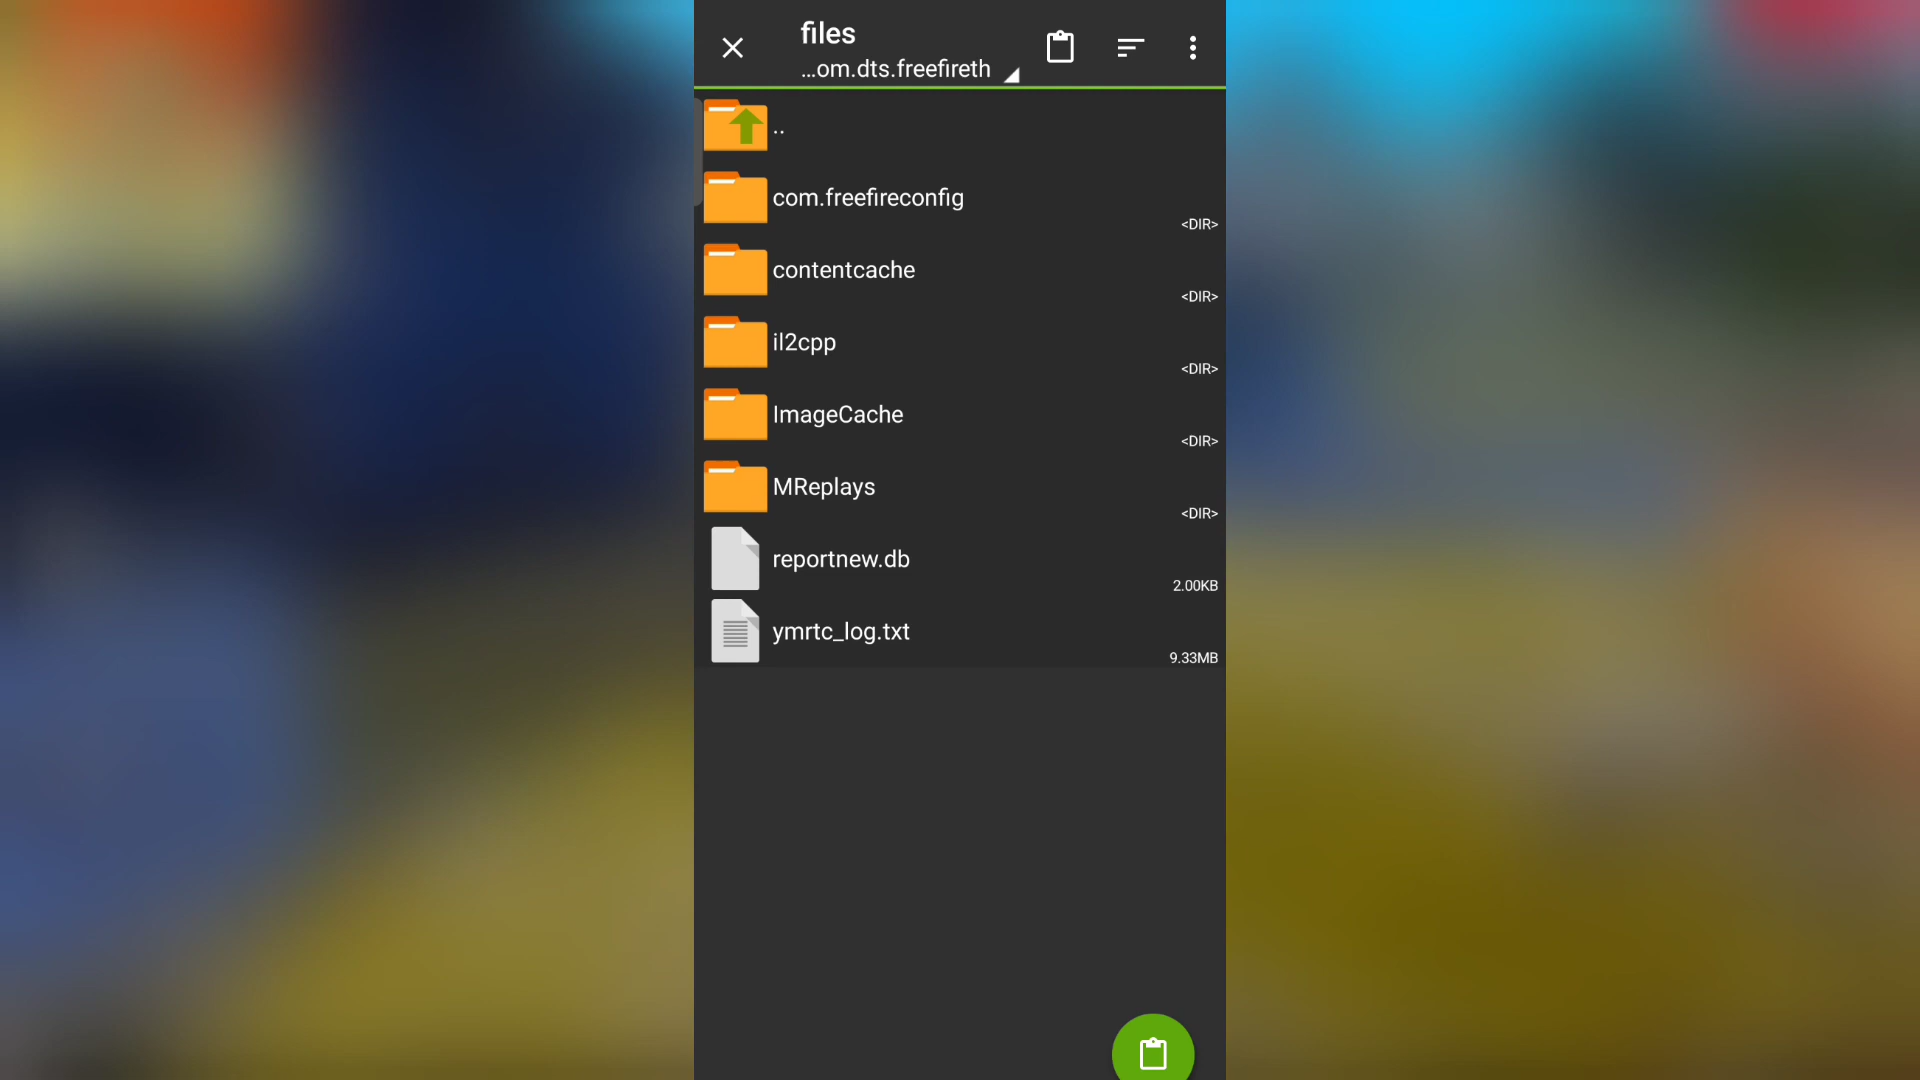 files
...om.dts.freefireth
..
com.freefireconfig
<DIR>
contentcache
<DIR>
il2cpp
<DIR>
ImageCache
<DIR>
MReplays
<DIR>
reportnew.db
2.00KB
ymrtc_log.txt
9.33MB